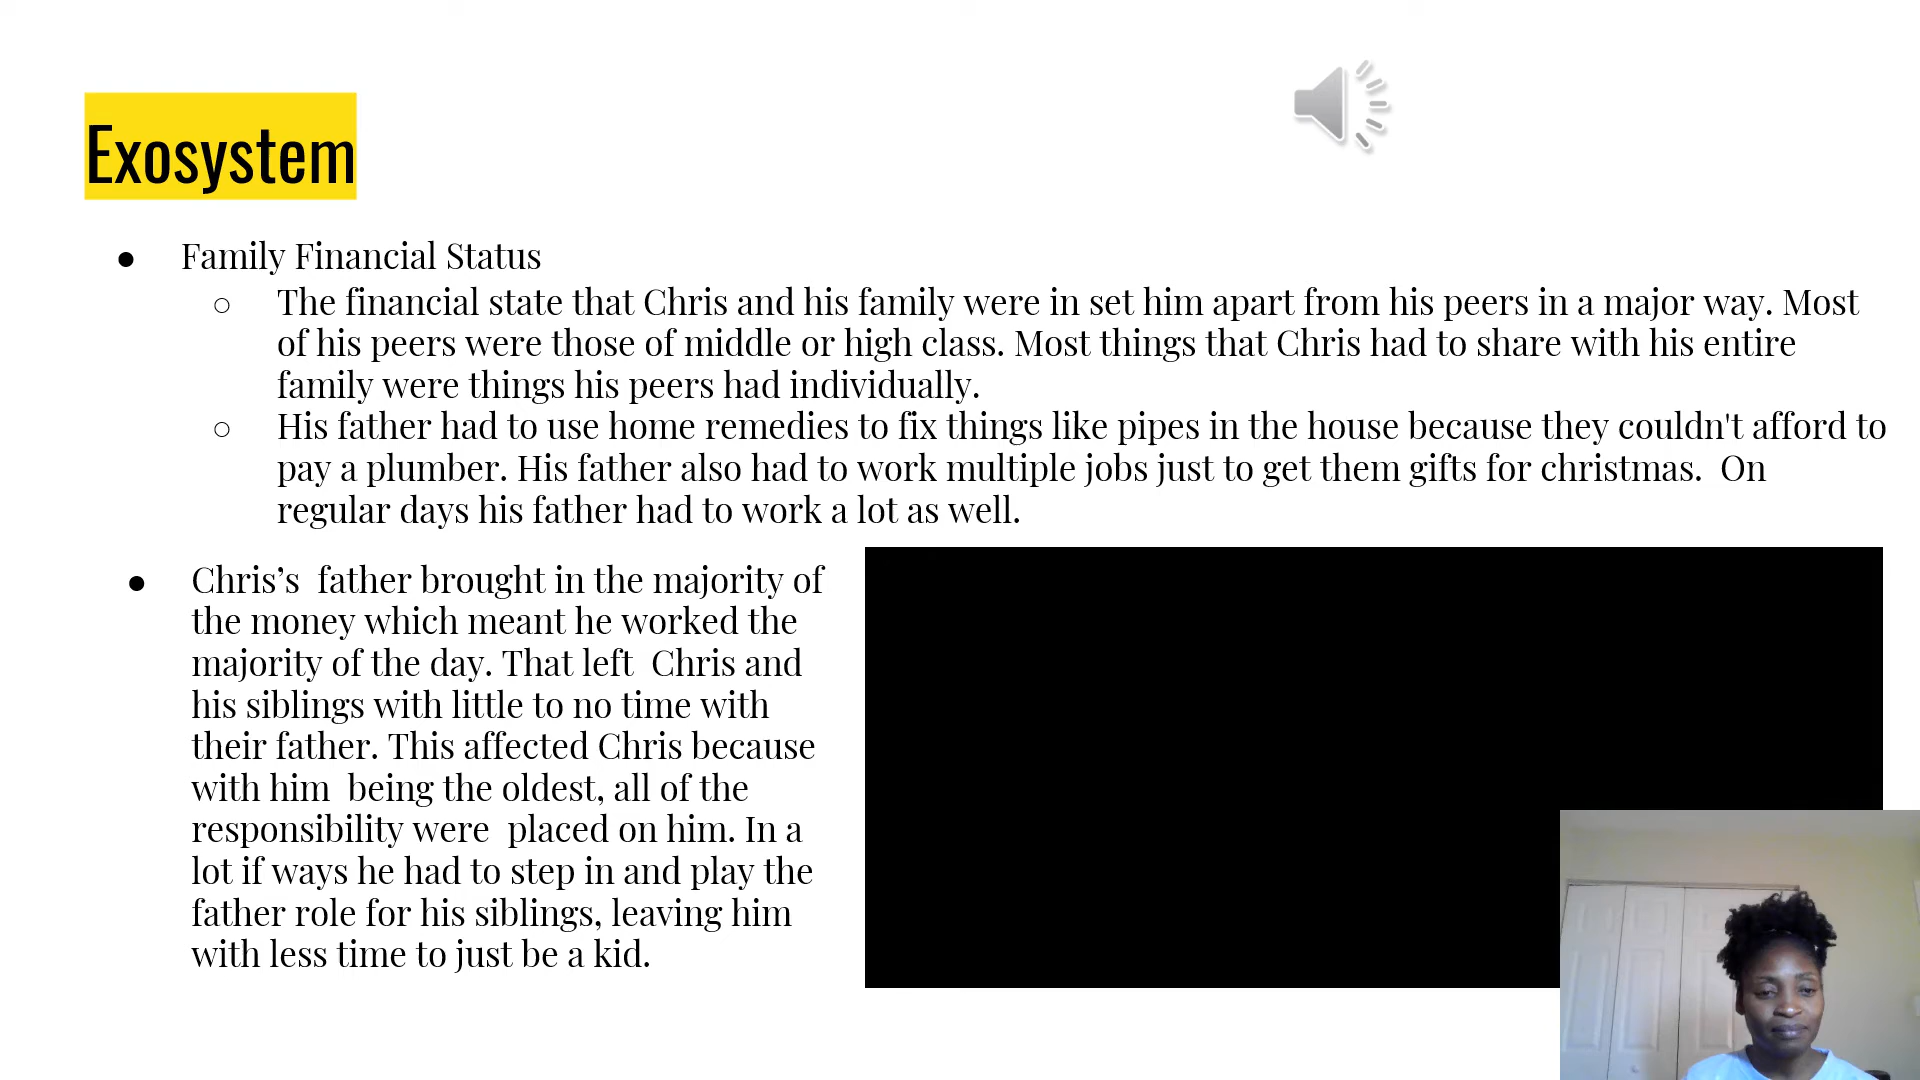 Exosystem
● Family Financial Status
○ The financial state that Chris and his family were in set him apart from his peers in a major way. Most
of his peers were those of middle or high class. Most things that Chris had to share with his entire
family were things his peers had individually.
○ His father had to use home remedies to fix things like pipes in the house because they couldn't afford to
pay a plumber. His father also had to work multiple jobs just to get them gifts for christmas.  On
regular days his father had to work a lot as well.
● Chris’s  father brought in the majority of
the money which meant he worked the
majority of the day. That left  Chris and
his siblings with little to no time with
their father. This affected Chris because
with him  being the oldest, all of the
responsibility were  placed on him. In a
lot if ways he had to step in and play the
father role for his siblings, leaving him
with less time to just be a kid.